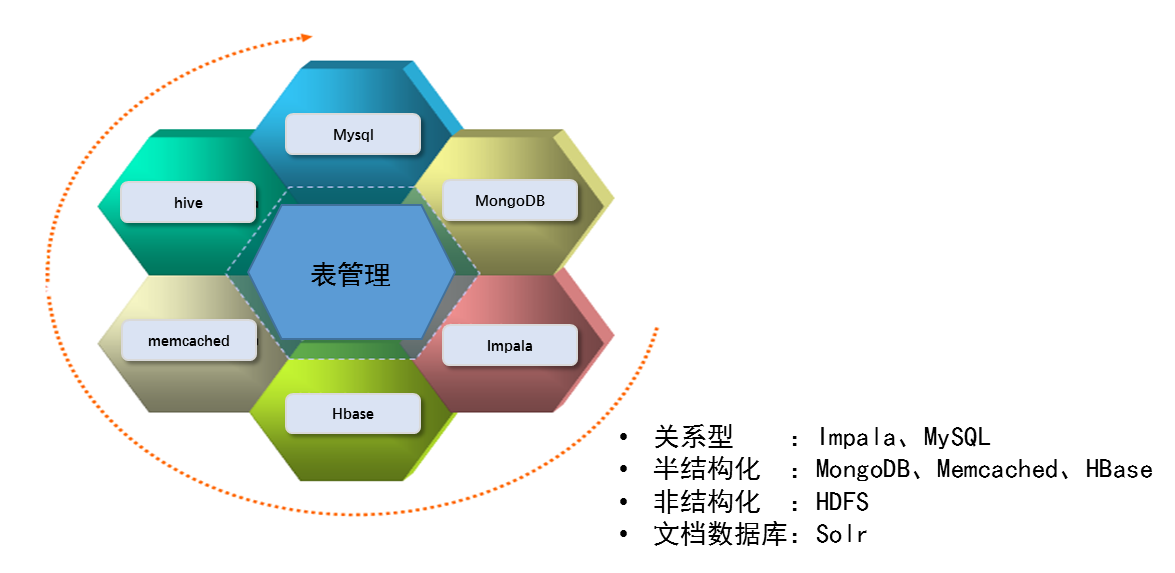 Mysql
MongoDB
hive
表管理
memcached
Impala
Hbase
• 关系型 ：Impala、MySQL
• 半结构化 ：MongoDB、Memcached、HBase
• 非结构化 ：HDFS
• 文档数据库：Solr